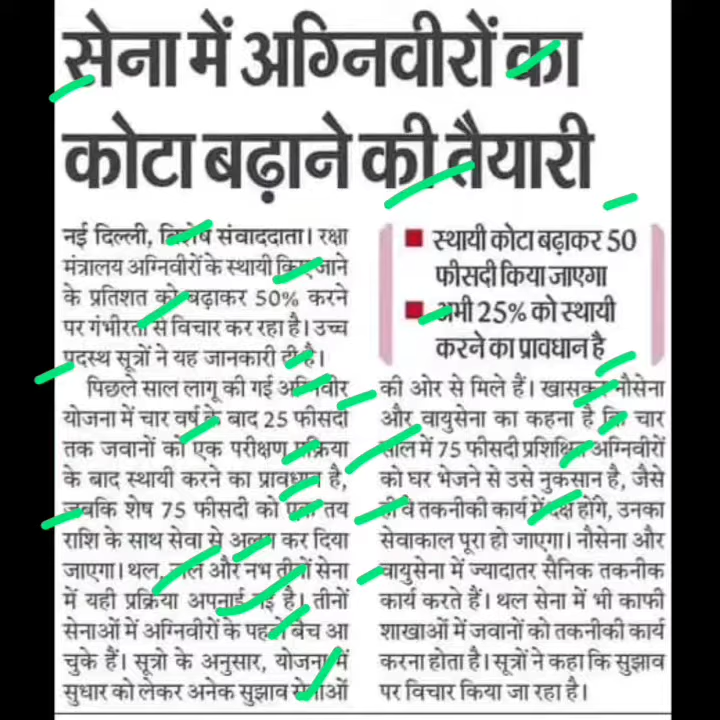 सेना में अग्निवीरों का
कोटा बढ़ाने की तैयारी
नई दिल्ली, विशेष संवाददाता। रक्षा
मंत्रालय अग्निवीरों के स्थायी किए जाने
के प्रतिशत को बढ़ाकर 50% करने
पर गंभीरता से विचार कर रहा है। उच्च
पदस्थ सूत्रों ने यह जानकारी दी है।
पिछले साल लागू की गई अग्निवीर
योजना में चार वर्ष के बाद 25 फीसदी
तक जवानों को एक परीक्षण प्रक्रिया
के बाद स्थायी करने का प्रावधान है,
जबकि शेष 75 फीसदी को एक तय
राशि के साथ सेवा से अलग कर दिया
जाएगा। थल, जल और नभ तीनों सेना
में यही प्रक्रिया अपनाई गई है। तीनों
सेनाओं में अग्निवीरों के पहले बैच आ
चुके हैं। सूत्रो के अनुसार, योजना में
सुधार को लेकर अनेक सुझाव सेनाओं
■ स्थायी कोटा बढ़ाकर 50
फीसदी किया जाएगा
■ अभी 25% को स्थायी
करने का प्रावधान है
की ओर से मिले हैं। खासकर नौसेना
और वायुसेना का कहना है कि चार
साल में 75 फीसदी प्रशिक्षित अग्निवीरों
को घर भेजने से उसे नुकसान है, जैसे
ही वे तकनीकी कार्य में दक्ष होंगे, उनका
सेवाकाल पूरा हो जाएगा। नौसेना और
वायुसेना में ज्यादातर सैनिक तकनीक
कार्य करते हैं। थल सेना में भी काफी
शाखाओं में जवानों को तकनीकी कार्य
करना होता है। सूत्रों ने कहा कि सुझाव
पर विचार किया जा रहा है।